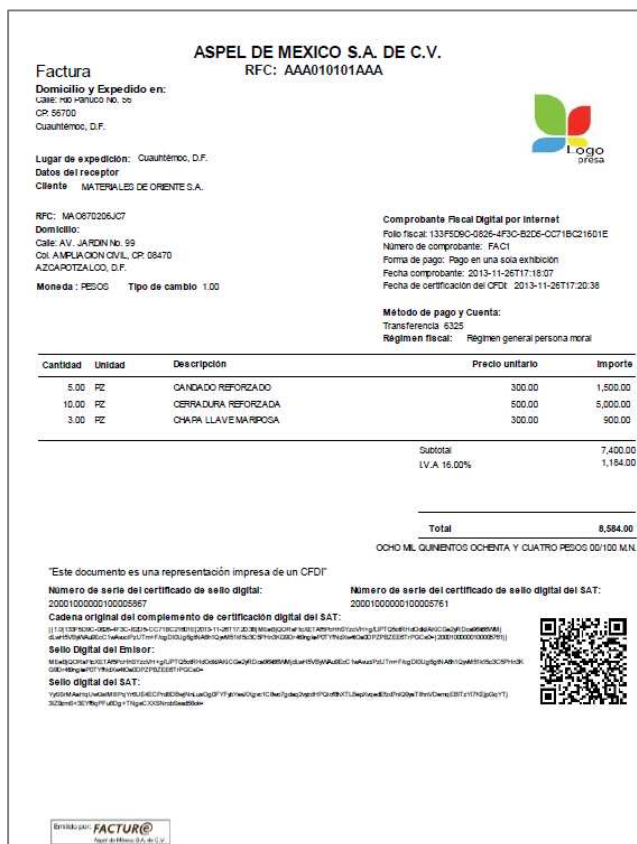 ASPEL DE MEXICO S.A. DE C.V.
Factura
RFC: AAA010101AAA
Domicilio y Expedido en:
Calle: Rio Panuco No. 56
CP: 56700
Cuauhtémoc, D.F.
Logo
presa
Lugar de expedición: Cuauhtémoc, D.F.
Datos del receptor
Cliente MATERIALES DE ORIENTE S.A.
RFC: MAO870206JC7
Domicilio:
Calle: AV. JARDIN No. 99
Col. AMPLIACION CIVIL, CP: 08470
AZCAPOTZALCO, D.F.
Moneda : PESOS Tipo de cambio 1.00
Comprobante Fiscal Digital por Internet
Folio fiscal: 133F5D9C-0826-4F3C-B2D5-CC71BC21601E
Número de comprobante: FAC1
Forma de pago: Pago en una sola exhibición
Fecha comprobante: 2013-11-26T17:18:07
Fecha de certificación del CFDI: 2013-11-26T17:20:38
Método de pago y Cuenta:
Transferencia 6325
Régimen fiscal: Régimen general persona moral
Cantidad Unidad Descripción Precio unitario Importe
5.00 PZ CANDADO REFORZADO 300.00 1,500.00
10.00 PZ CERRADURA REFORZADA 500.00 5,000.00
3.00 PZ CHAPA LLAVE MARIPOSA 300.00 900.00
Subtotal 7,400.00
I.V.A 16.00% 1,184.00
Total 8,584.00
OCHO MIL QUINIENTOS OCHENTA Y CUATRO PESOS 00/100 M.N.
"Este documento es una representación impresa de un CFDI"
Número de serie del certificado de sello digital: Número de serie del certificado de sello digital del SAT:
20001000000100005867 20001000000100005761
Cadena original del complemento de certificación digital del SAT:
Sello Digital del Emisor:
Sello digital del SAT:
Emitido por: FACTUR@
Aspel de México S.A. de C.V.